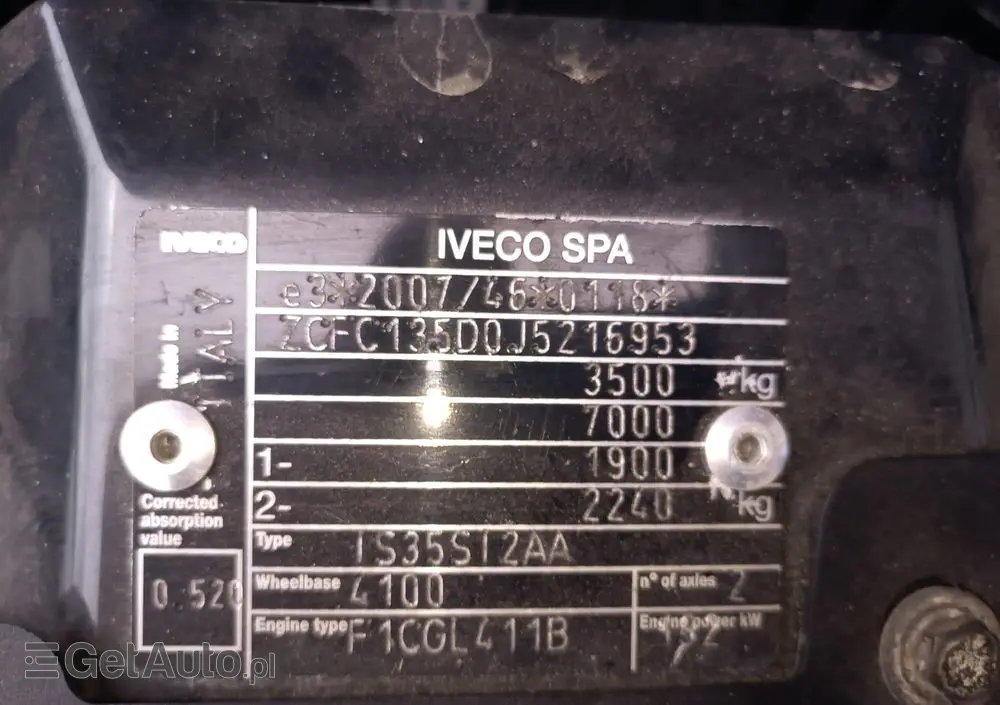 IVECO
IVECO SPA
e3*2007/46*0118*
ZCFC135D0J5216953
3500 kg
7000
1- 1900
2- 2240 kg
Made in
ITALY
Corrected
absorption
value
0.520
Type IS35SI2AA
Wheelbase 4100
n° of axles 2
Engine type F1CGL411B
Engine power kW
GetAuto.pl